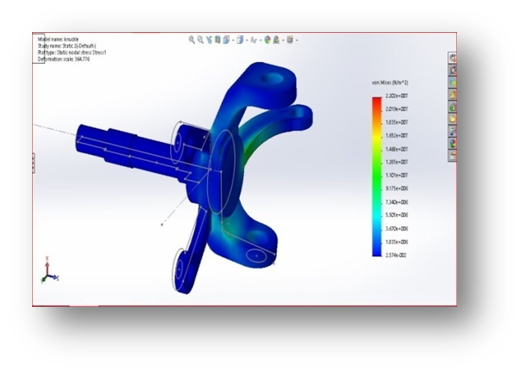 Model name: knuckle
Study name: Static 2(-Default-)
Plot type: Static nodal stress Stress1
Deformation scale: 164.776
von Mises (N/m^2)
2.202e+007
2.019e+007
1.835e+007
1.652e+007
1.468e+007
1.285e+007
1.101e+007
9.175e+006
7.340e+006
5.505e+006
3.670e+006
1.835e+006
2.574e-002